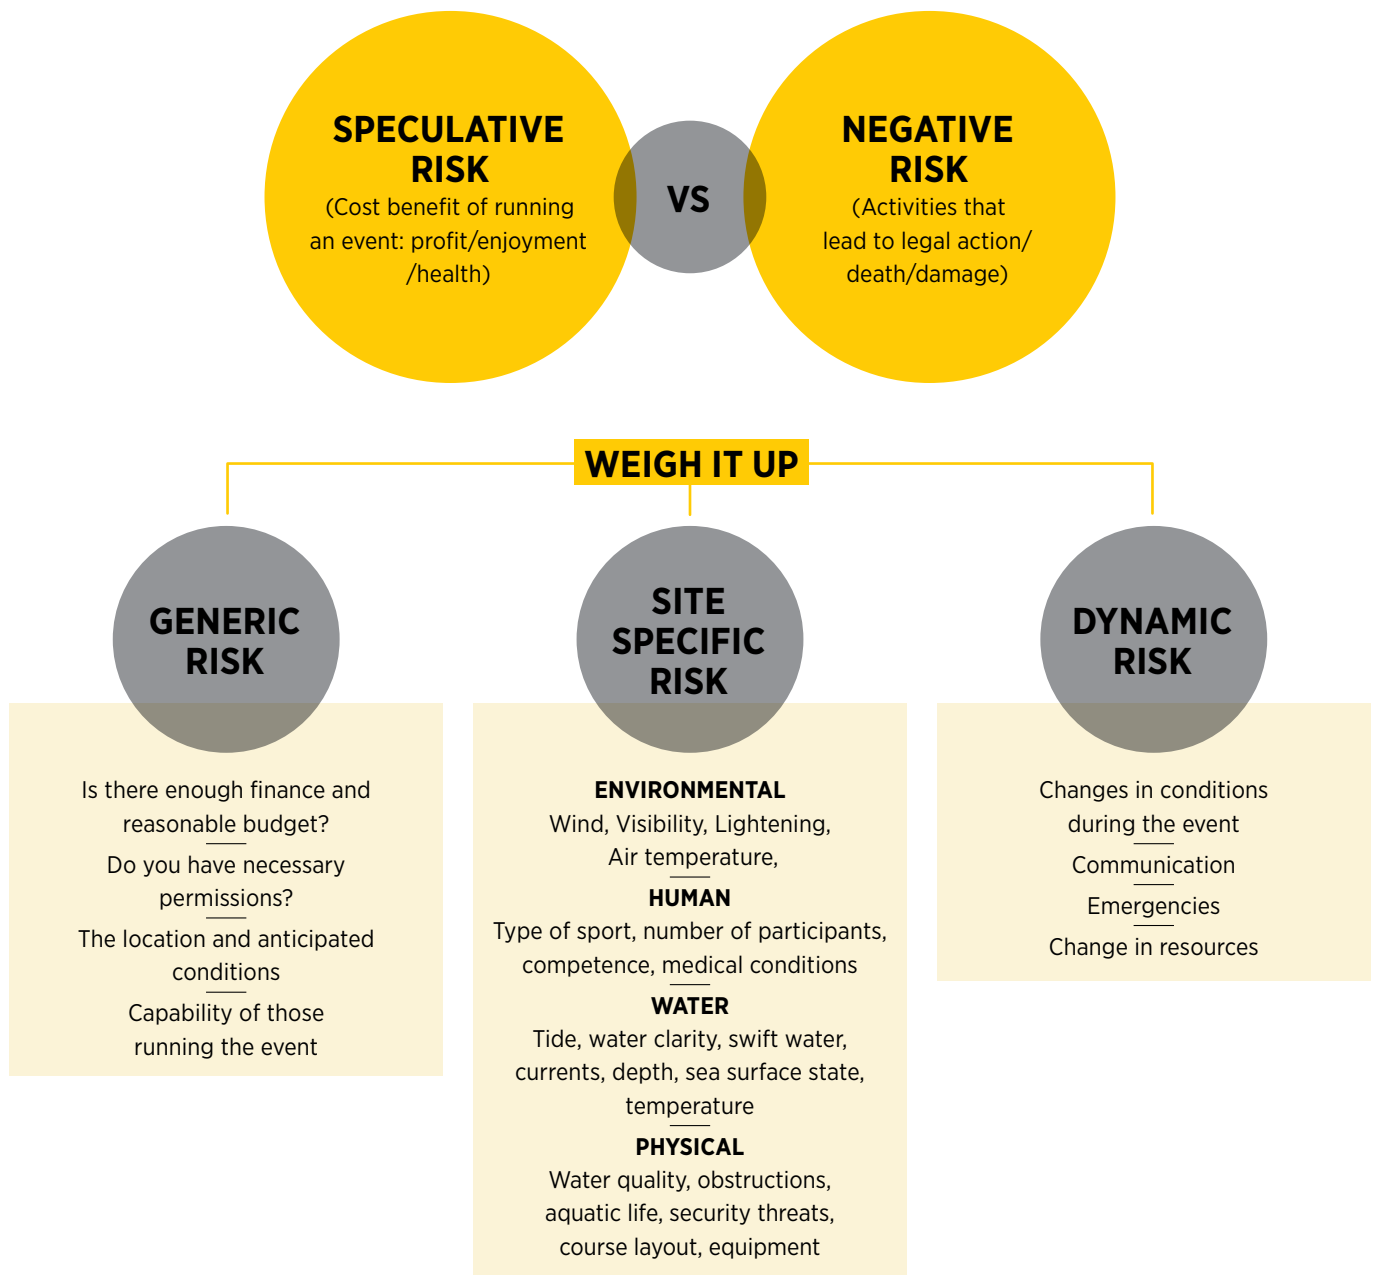 SPECULATIVE
RISK
(Cost benefit of running
an event: profit/enjoyment
/health)
VS
NEGATIVE
RISK
(Activities that
lead to legal action/
death/damage)
WEIGH IT UP
GENERIC
RISK
Is there enough finance and
reasonable budget?
Do you have necessary
permissions?
The location and anticipated
conditions
Capability of those
running the event
SITE
SPECIFIC
RISK
ENVIRONMENTAL
Wind, Visibility, Lightening,
Air temperature,
HUMAN
Type of sport, number of participants,
competence, medical conditions
WATER
Tide, water clarity, swift water,
currents, depth, sea surface state,
temperature
PHYSICAL
Water quality, obstructions,
aquatic life, security threats,
course layout, equipment
DYNAMIC
RISK
Changes in conditions
during the event
Communication
Emergencies
Change in resources